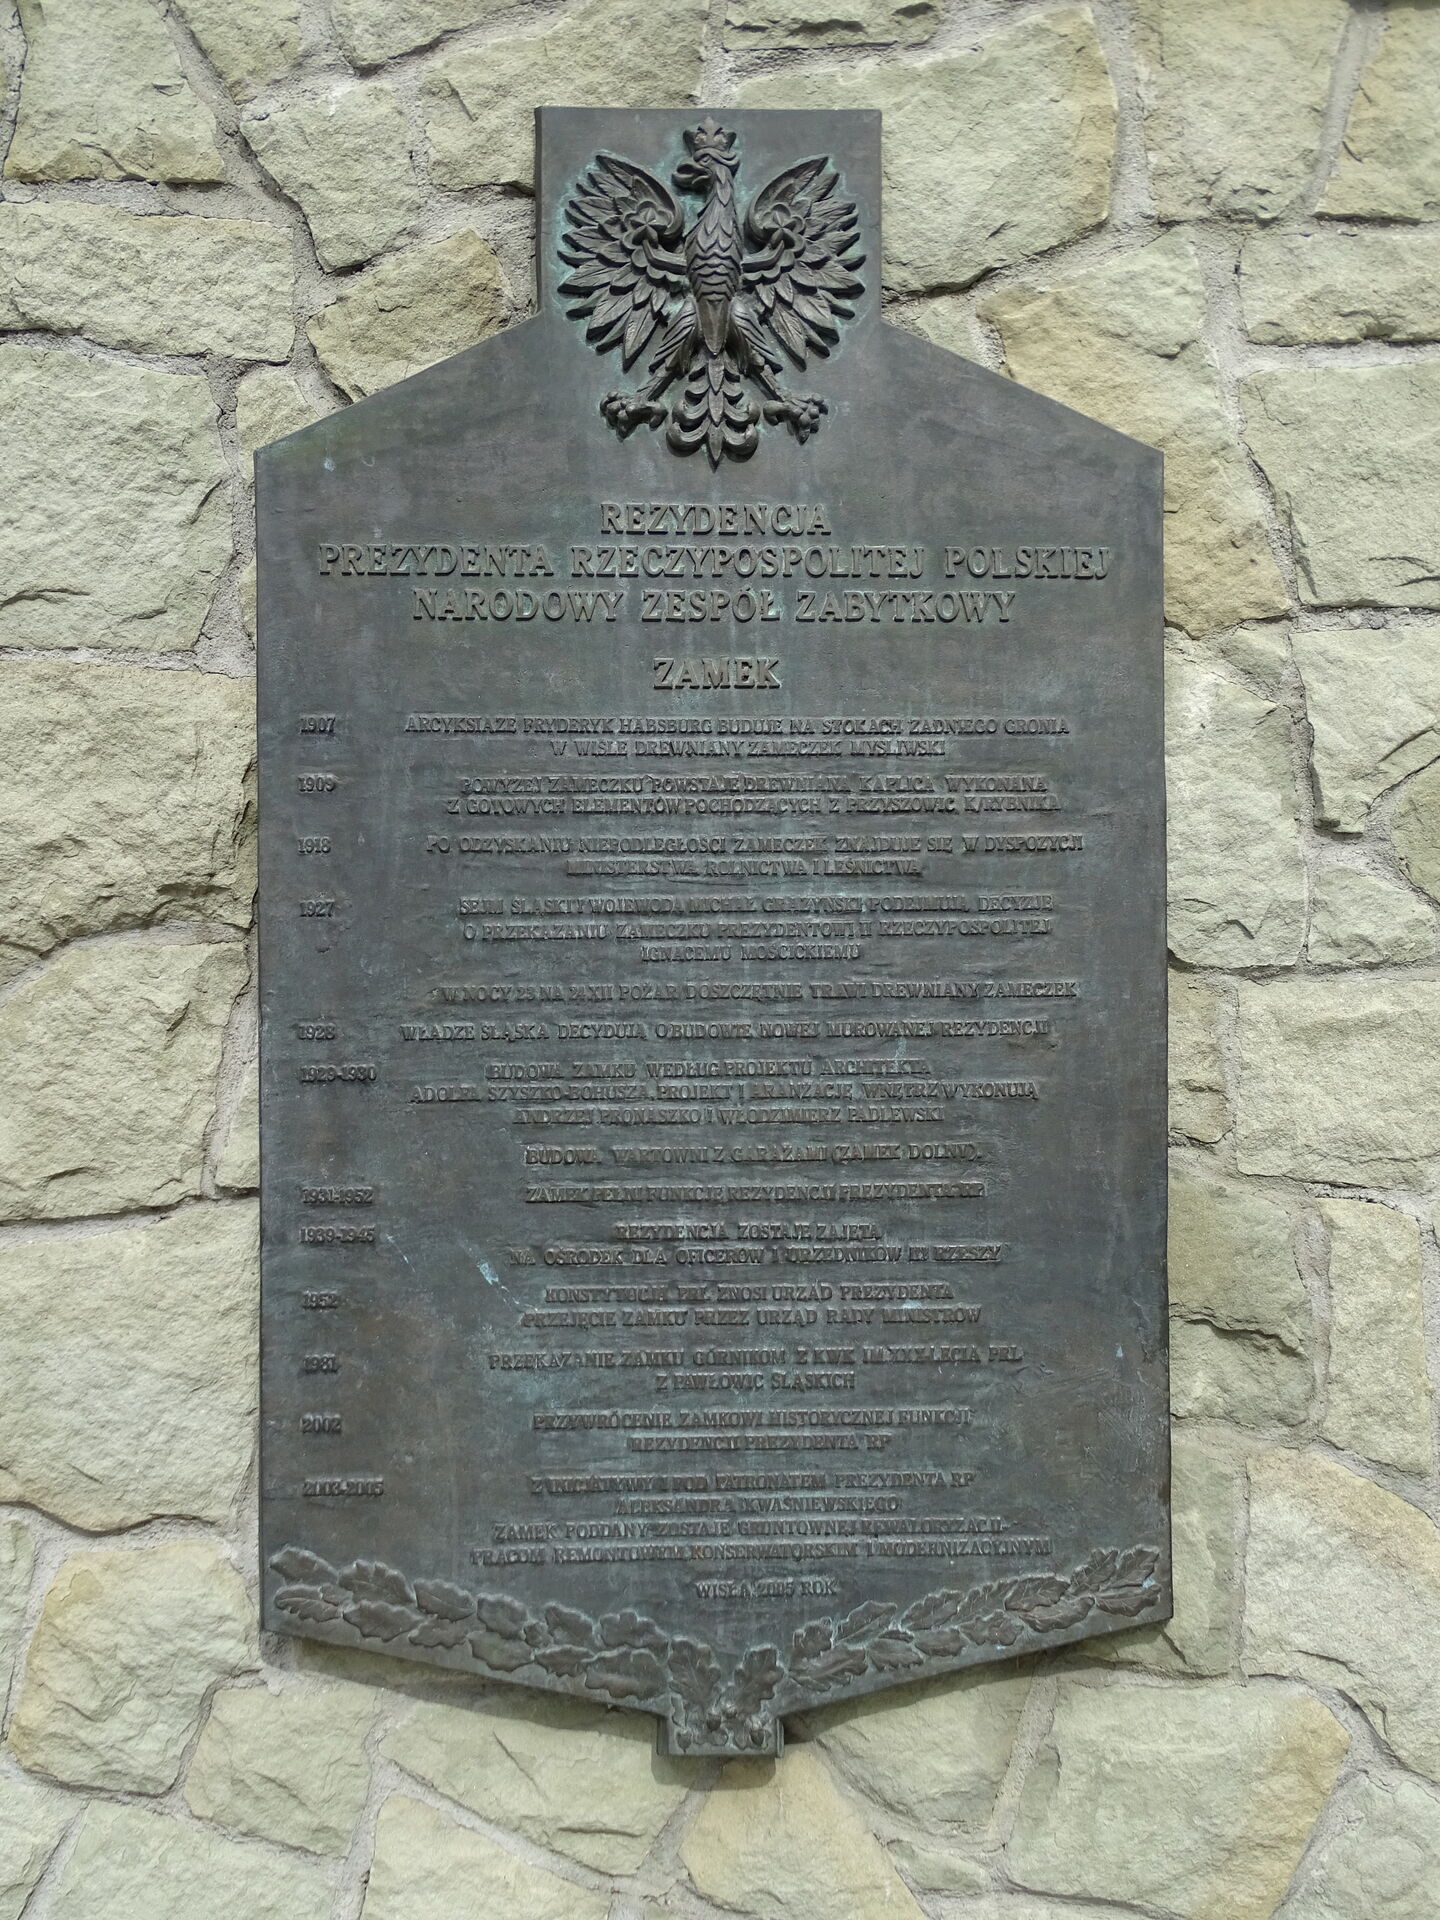 REZYDENCJA
PREZYDENTA RZECZYPOSPOLITEJ POLSKIEJ
NARODOWY ZESPÓŁ ZABYTKOWY
ZAMEK
1907 ARCYKSIĄŻĘ FRYDERYK HABSBURG BUDUJE NA STOKACH ZADNIEGO GRONIA
W WIŚLE DREWNIANY ZAMECZEK MYŚLIWSKI
1909 POWYŻEJ ZAMECZKU POWSTAJE DREWNIANA KAPLICA WYKONANA
Z GOTOWYCH ELEMENTÓW POCHODZĄCYCH Z PRZYSZOWIC K/RYBNIKA
1918 PO ODZYSKANIU NIEPODLEGŁOŚCI ZAMECZEK ZNAJDUJE SIĘ W DYSPOZYCJI
MINISTERSTWA ROLNICTWA I LEŚNICTWA
1927 SEJM ŚLĄSKI I WOJEWODA MICHAŁ GRAŻYŃSKI PODEJMUJĄ DECYZJĘ
O PRZEKAZANIU ZAMECZKU PREZYDENTOWI II RZECZYPOSPOLITEJ
IGNACEMU MOŚCICKIEMU
W NOCY 23 NA 24 XII POŻAR DOSZCZĘTNIE TRAWI DREWNIANY ZAMECZEK
1928 WŁADZE ŚLĄSKA DECYDUJĄ O BUDOWIE NOWEJ MUROWANEJ REZYDENCJI
1929-1930 BUDOWA ZAMKU WEDŁUG PROJEKTU ARCHITEKTA
ADOLFA SZYSZKO-BOHUSZA, PROJEKT I ARANŻACJĘ WNĘTRZ WYKONUJĄ
ANDRZEJ PRONASZKO I WŁODZIMIERZ PADLEWSKI
BUDOWA WARTOWNI Z GARAŻAMI (ZAMEK DOLNY).
1931-1952 ZAMEK PEŁNI FUNKCJĘ REZYDENCJI PREZYDENTA RP
1939-1945 REZYDENCJA ZOSTAJE ZAJĘTA
NA OŚRODEK DLA OFICERÓW I URZĘDNIKÓW III RZESZY
1952 KONSTYTUCJA PRL ZNOSI URZĄD PREZYDENTA
PRZEJĘCIE ZAMKU PRZEZ URZĄD RADY MINISTRÓW
1981 PRZEKAZANIE ZAMKU GÓRNIKOM Z KWK IM XXX-LECIA PRL
Z PAWŁOWIC ŚLĄSKICH
2002 PRZYWRÓCENIE ZAMKOWI HISTORYCZNEJ FUNKCJI
REZYDENCJI PREZYDENTA RP
2003-2005 Z INICJATYWY I POD PATRONATEM PREZYDENTA RP
ALEKSANDRA KWAŚNIEWSKIEGO
ZAMEK PODDANY ZOSTAJE GRUNTOWNEJ REWALORYZACJI
PRACOM REMONTOWYM, KONSERWATORSKIM I MODERNIZACYJNYM
WISŁA 2005 ROK